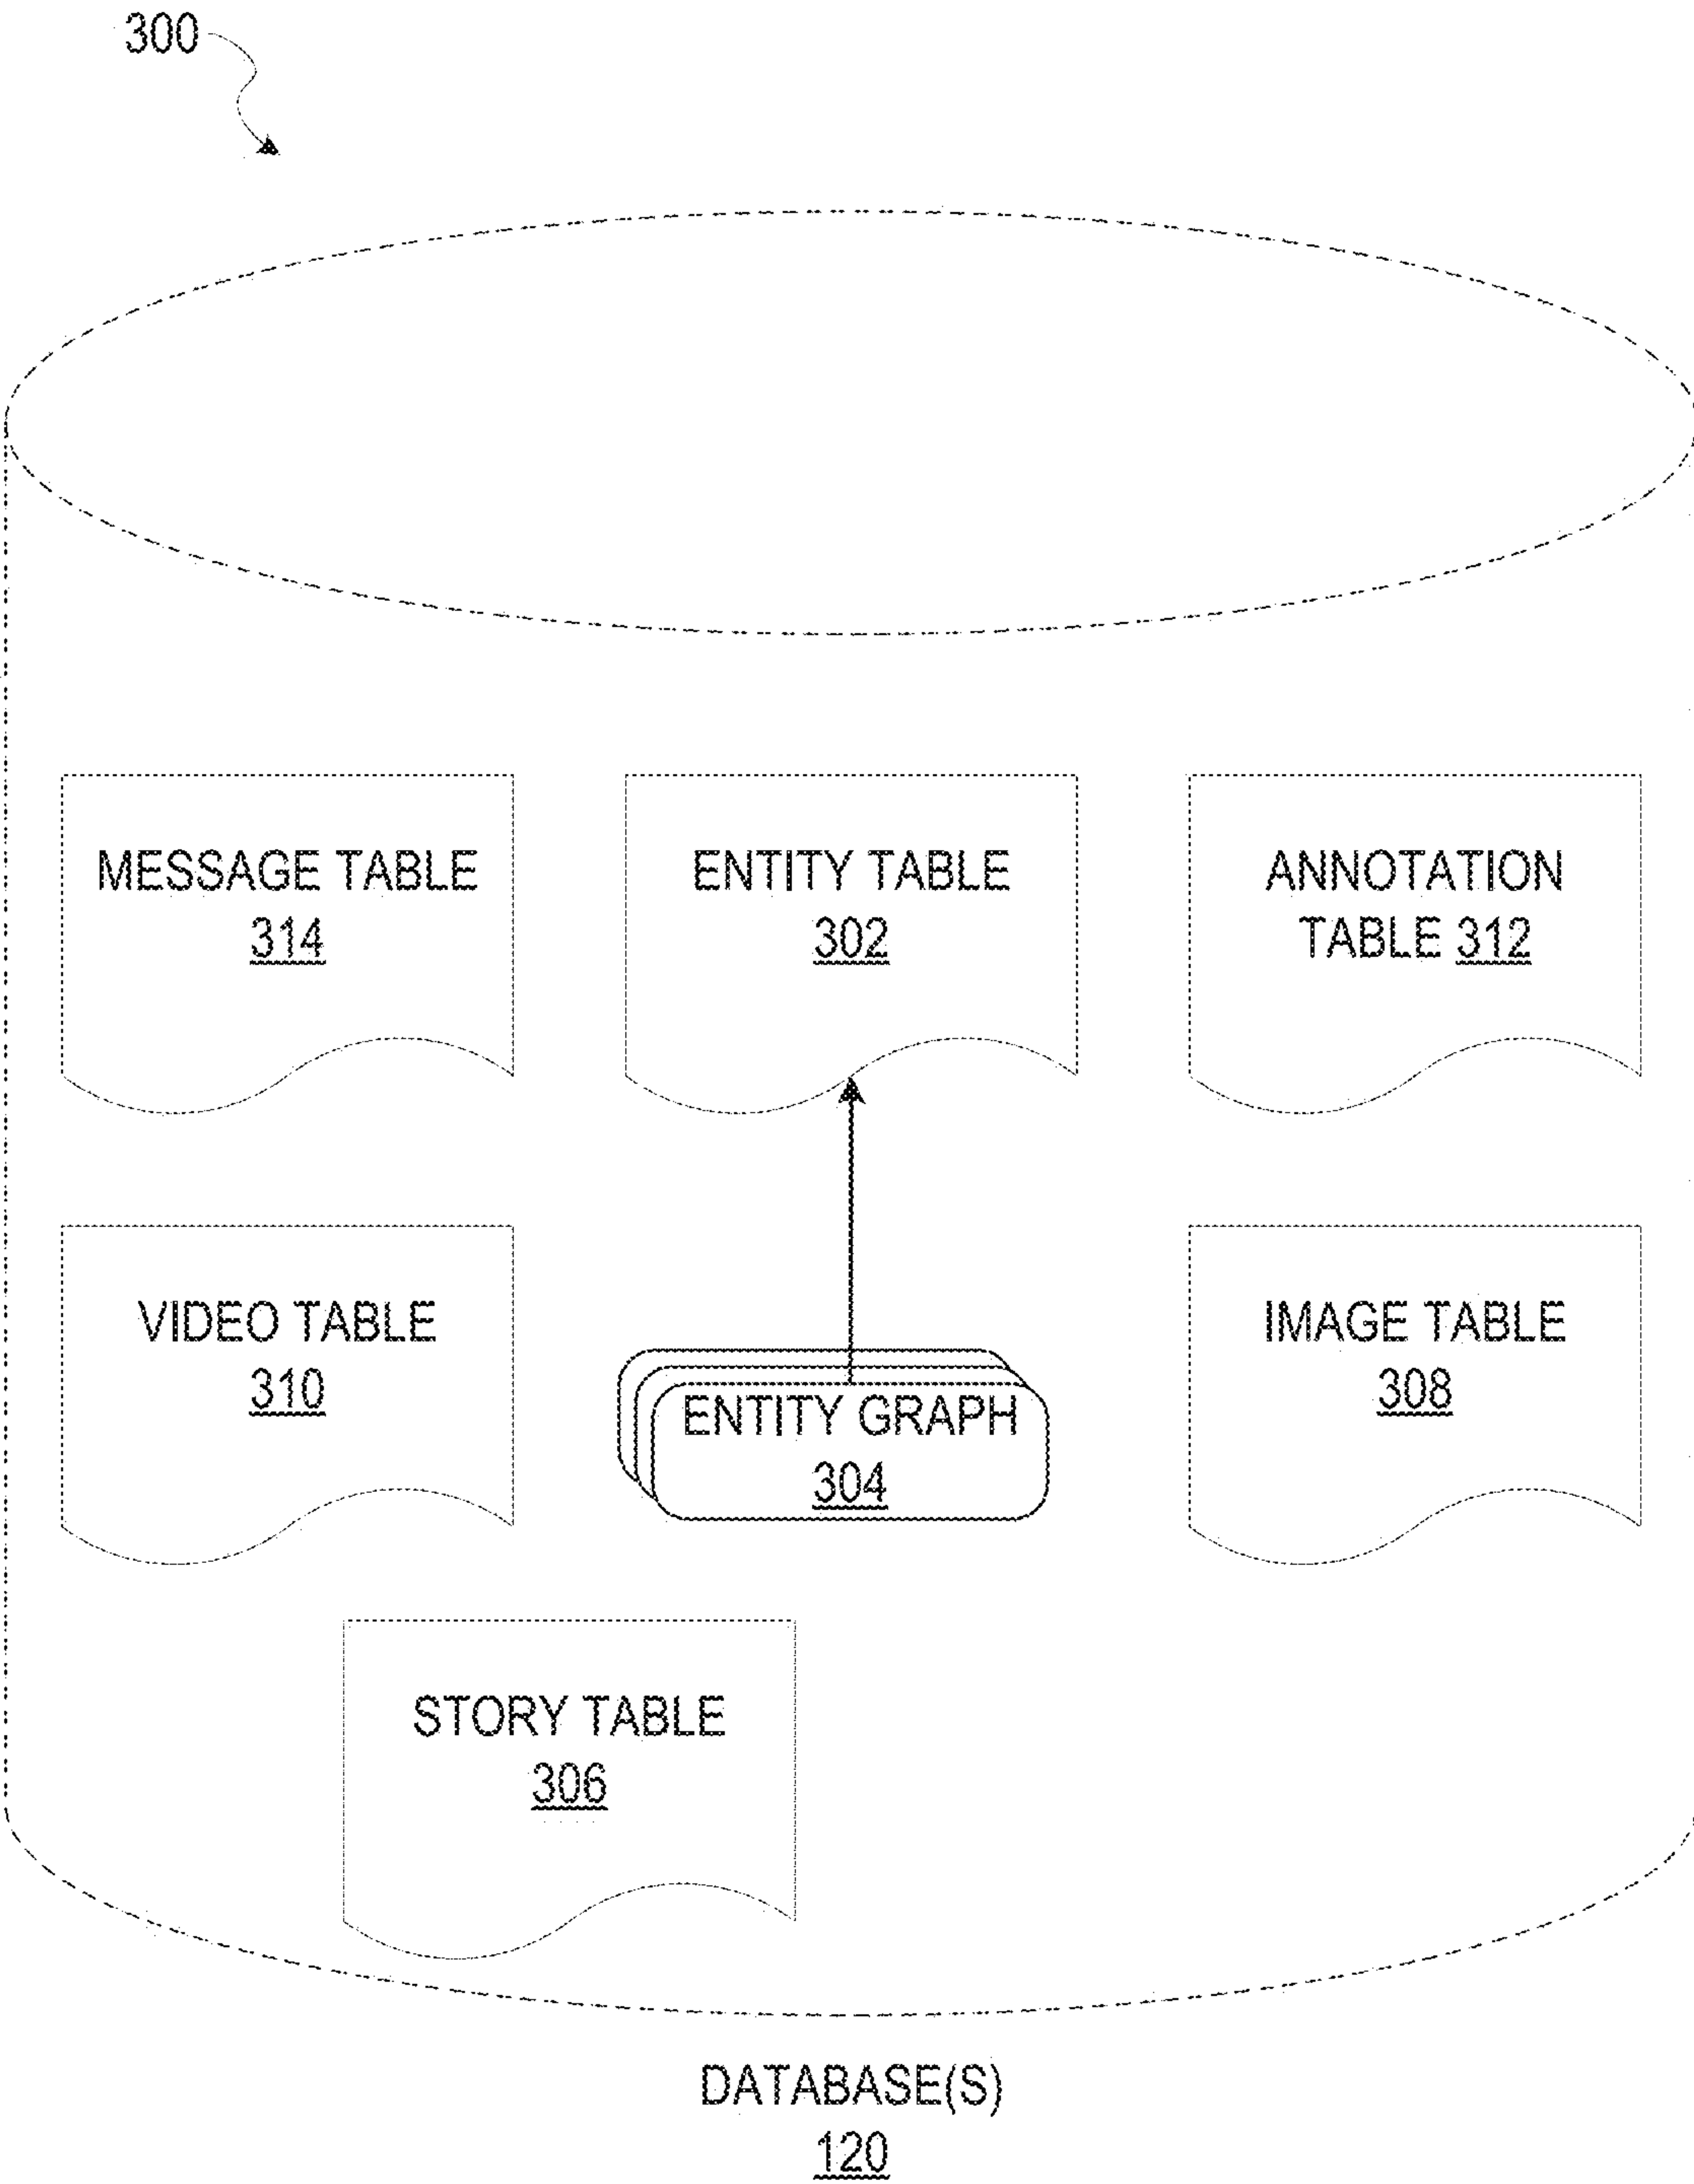 300
MESSAGE TABLE
314
ENTITY TABLE
302
ANNOTATION
TABLE 312
VIDEO TABLE
310
ENTITY GRAPH
304
IMAGE TABLE
308
STORY TABLE
306
DATABASE(S)
120